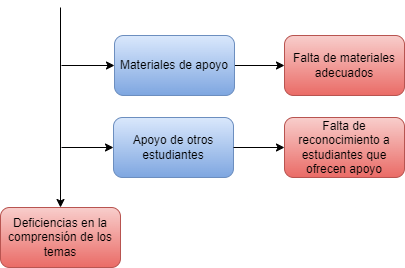 Materiales de apoyo
Falta de materiales
adecuados
Apoyo de otros
estudiantes
Falta de
reconocimiento a
estudiantes que
ofrecen apoyo
Deficiencias en la
comprensión de los
temas